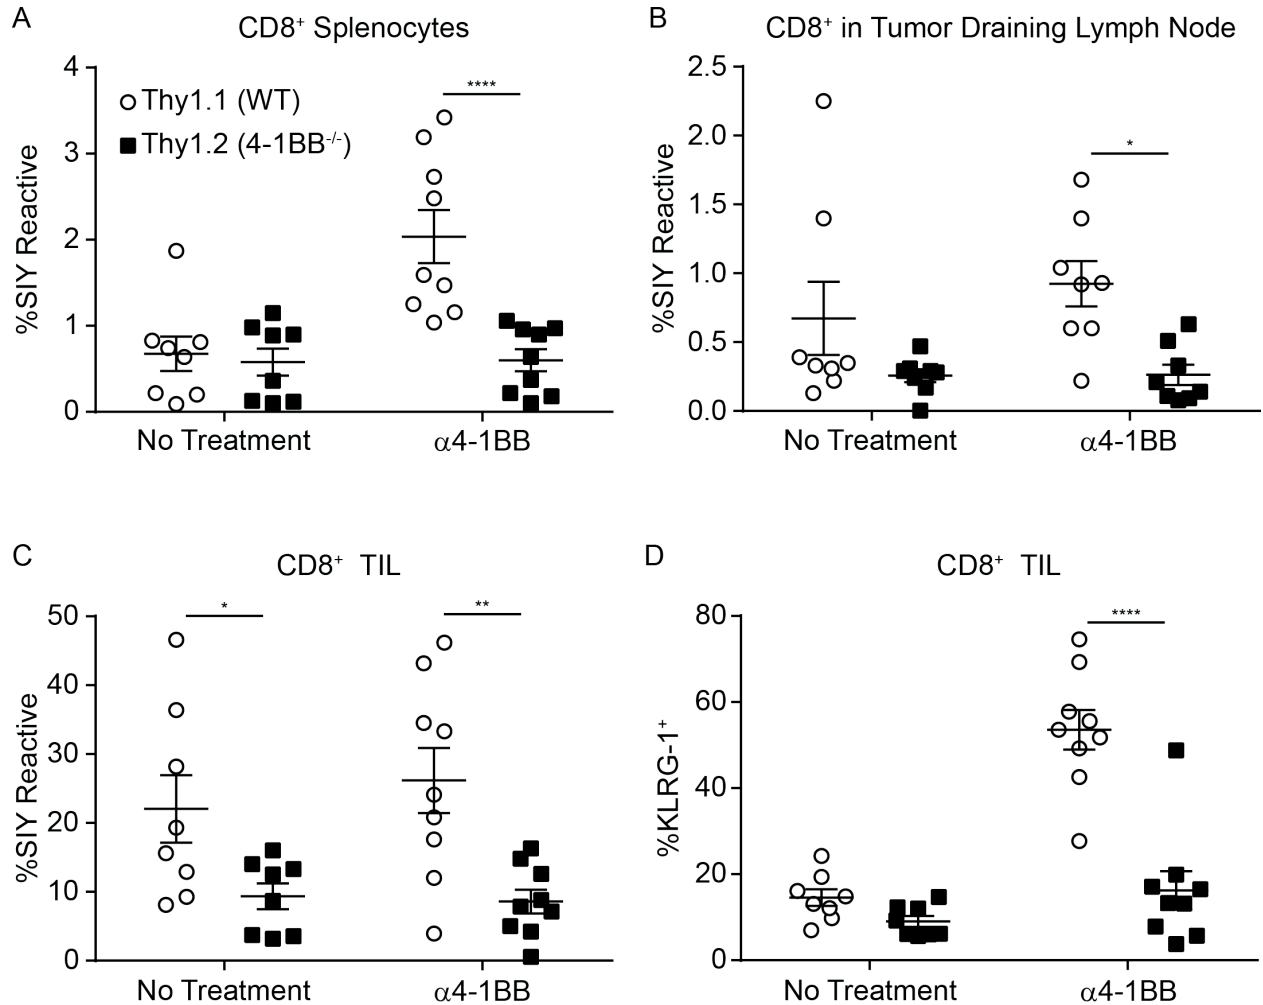 A
CD8⁺ Splenocytes
4
3
2
1
0
%SIY Reactive
Thy1.1 (WT)
Thy1.2 (4-1BB⁻/⁻)
****
No Treatment
α4-1BB
B
CD8⁺ in Tumor Draining Lymph Node
2.5
2.0
1.5
1.0
0.5
0.0
%SIY Reactive
*
No Treatment
α4-1BB
C
CD8⁺ TIL
50
40
30
20
10
0
%SIY Reactive
*
**
No Treatment
α4-1BB
D
CD8⁺ TIL
80
60
40
20
0
%KLRG-1⁺
****
No Treatment
α4-1BB